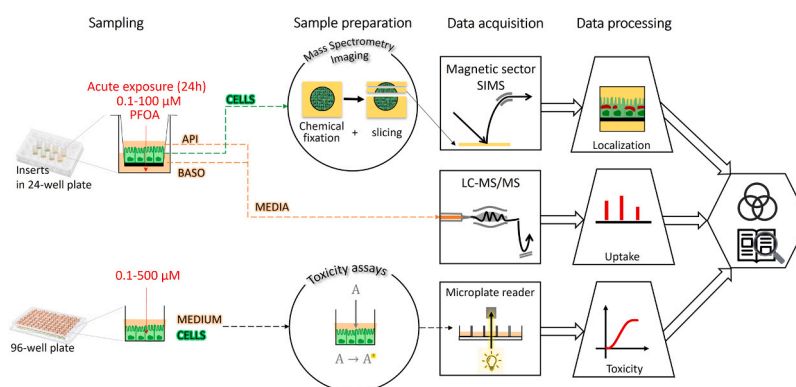 Sampling
Sample preparation
Data acquisition
Data processing
Mass Spectrometry
Imaging
Acute exposure (24h)
0.1-100 µM
PFOA
CELLS
API
BASO
Inserts
in 24-well plate
Chemical
fixation
+
slicing
Magnetic sector
SIMS
Localization
MEDIA
LC-MS/MS
Uptake
0.1-500 µM
MEDIUM
CELLS
96-well plate
Toxicity assays
A
A → A*
Microplate reader
Toxicity